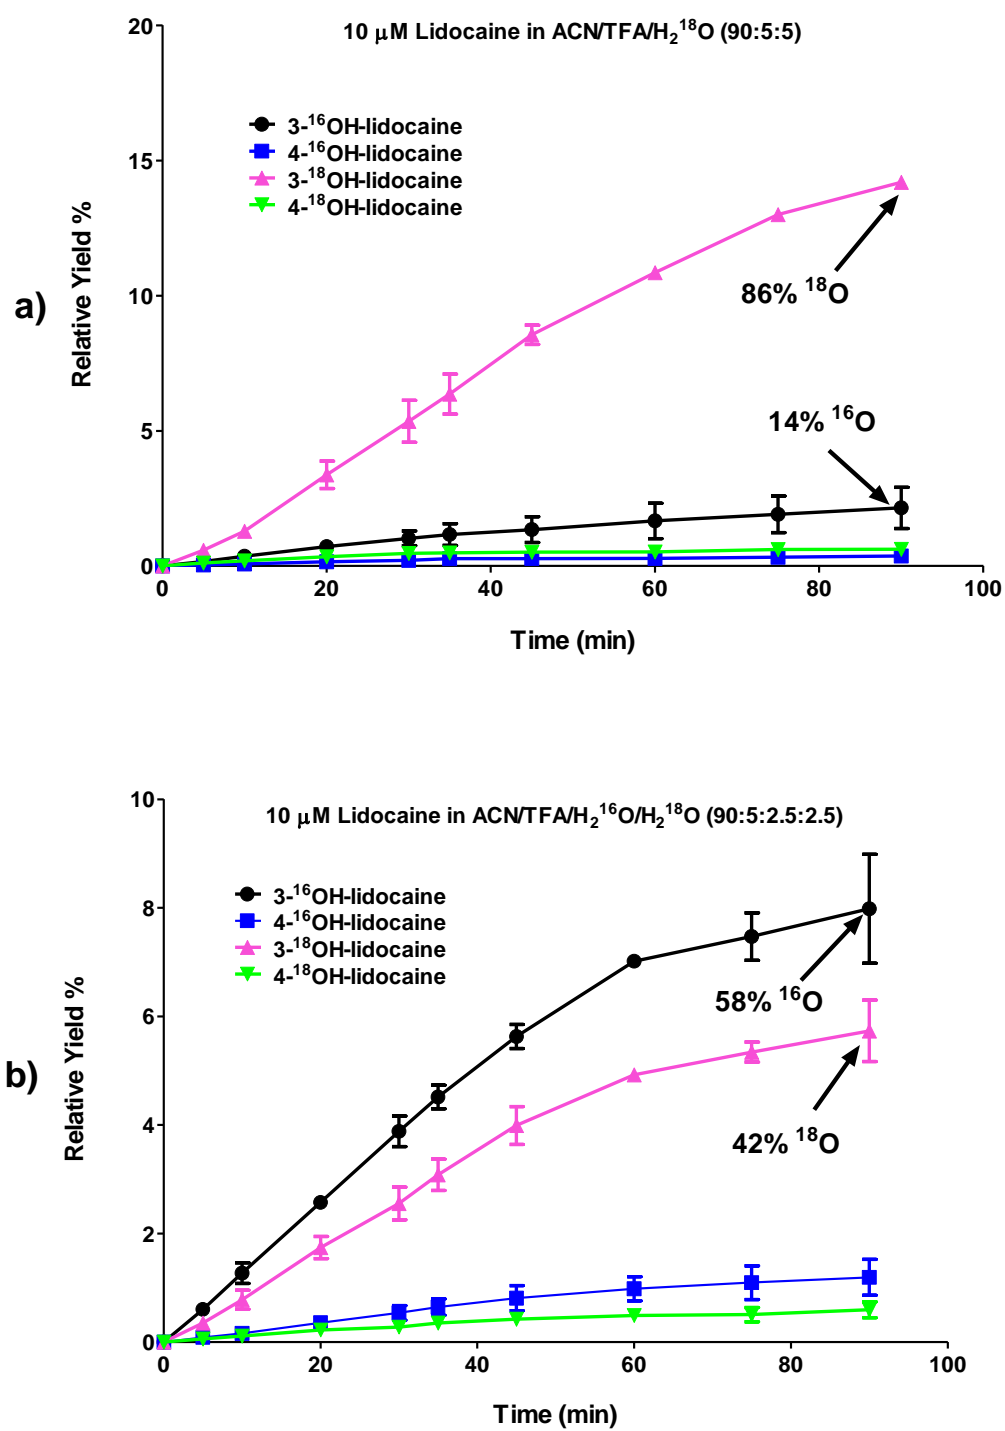 a)
10 μM Lidocaine in ACN/TFA/H₂¹⁸O (90:5:5)
Relative Yield %
20
15
10
5
0
3-¹⁶OH-lidocaine
4-¹⁶OH-lidocaine
3-¹⁸OH-lidocaine
4-¹⁸OH-lidocaine
86% ¹⁸O
14% ¹⁶O
0 20 40 60 80 100
Time (min)
b)
10 μM Lidocaine in ACN/TFA/H₂¹⁶O/H₂¹⁸O (90:5:2.5:2.5)
Relative Yield %
10
8
6
4
2
0
3-¹⁶OH-lidocaine
4-¹⁶OH-lidocaine
3-¹⁸OH-lidocaine
4-¹⁸OH-lidocaine
58% ¹⁶O
42% ¹⁸O
0 20 40 60 80 100
Time (min)